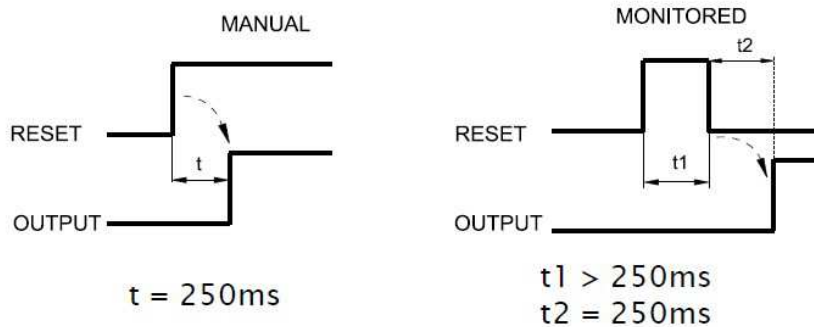 MANUAL
RESET
t
OUTPUT
t = 250ms
MONITORED
t2
RESET
t1
OUTPUT
t1 > 250ms
t2 = 250ms